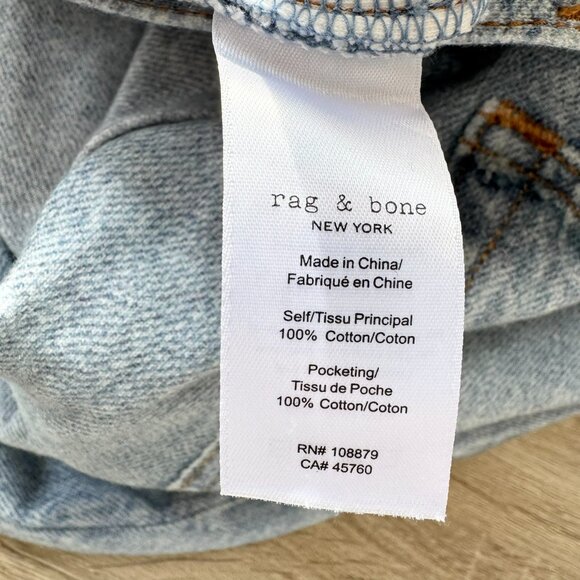 rag & bone
NEW YORK
Made in China/
Fabriqué en Chine
Self/Tissu Principal
100% Cotton/Coton
Pocketing/
Tissu de Poche
100% Cotton/Coton
RN# 108879
CA# 45760